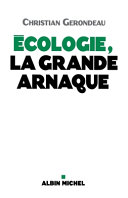 CHRISTIAN GERONDEAU
ÉCOLOGIE,
LA GRANDE
ARNAQUE
ALBIN MICHEL